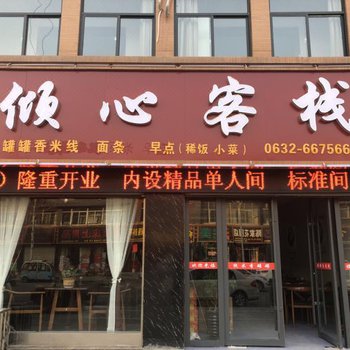 倾心客栈
罐罐香米线 面条 早点(稀饭 小菜) 0632-667566
) 隆重开业 内设精品单人间 标准间